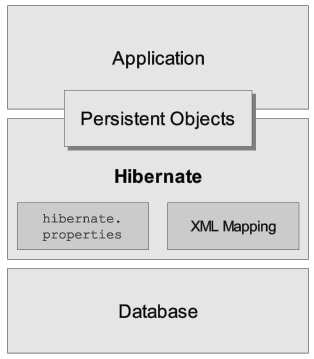 Application
Persistent Objects
Hibernate
hibernate.
properties
XML Mapping
Database